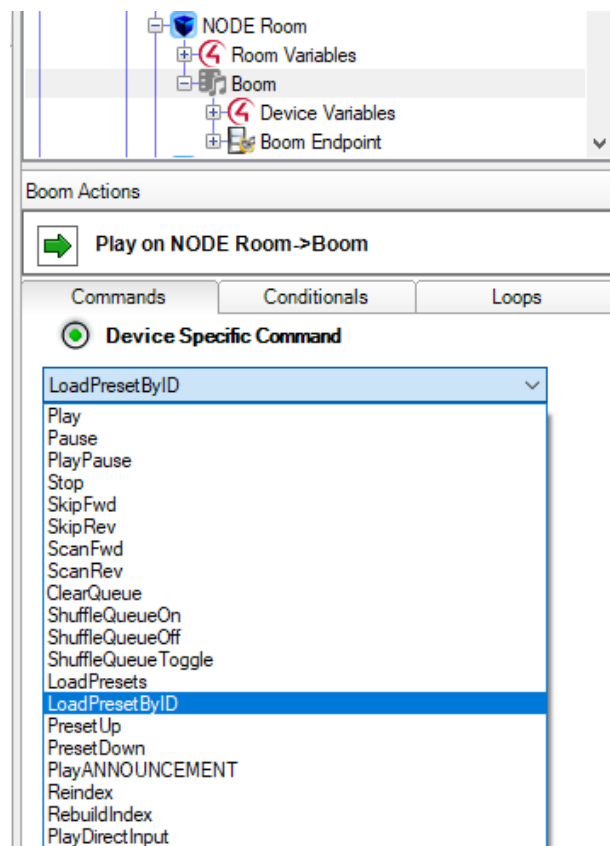 NODE Room
Room Variables
Boom
Device Variables
Boom Endpoint
Boom Actions
Play on NODE Room->Boom
Commands Conditionals Loops
Device Specific Command
LoadPresetByID
Play
Pause
PlayPause
Stop
SkipFwd
SkipRev
ScanFwd
ScanRev
ClearQueue
ShuffleQueueOn
ShuffleQueueOff
ShuffleQueueToggle
LoadPresets
LoadPresetByID
PresetUp
PresetDown
PlayANNOUNCEMENT
Reindex
RebuildIndex
PlayDirectInput